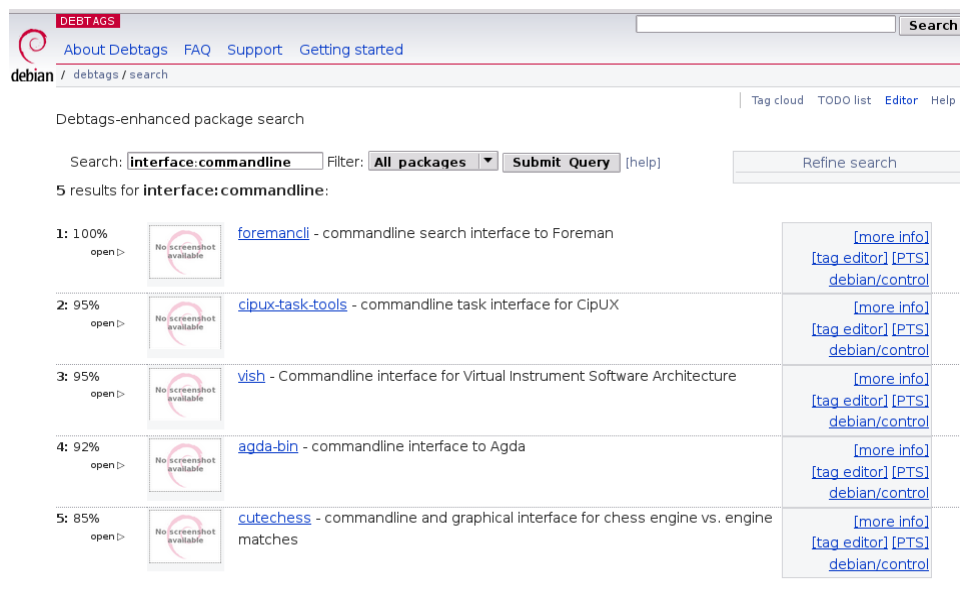 DEBTAGS
Search
About Debtags FAQ Support Getting started
debian / debtags / search
Tag cloud TODO list Editor Help
Debtags-enhanced package search
Search: interface:commandline Filter: All packages Submit Query [help]
Refine search
5 results for interface:commandline:
1: 100%
open ▷
No screenshot
available
foremancli - commandline search interface to Foreman
[more info]
[tag editor] [PTS]
debian/control
2: 95%
open ▷
No screenshot
available
cipux-task-tools - commandline task interface for CipUX
[more info]
[tag editor] [PTS]
debian/control
3: 95%
open ▷
No screenshot
available
vish - Commandline interface for Virtual Instrument Software Architecture
[more info]
[tag editor] [PTS]
debian/control
4: 92%
open ▷
No screenshot
available
agda-bin - commandline interface to Agda
[more info]
[tag editor] [PTS]
debian/control
5: 85%
open ▷
No screenshot
available
cutechess - commandline and graphical interface for chess engine vs. engine
matches
[more info]
[tag editor] [PTS]
debian/control